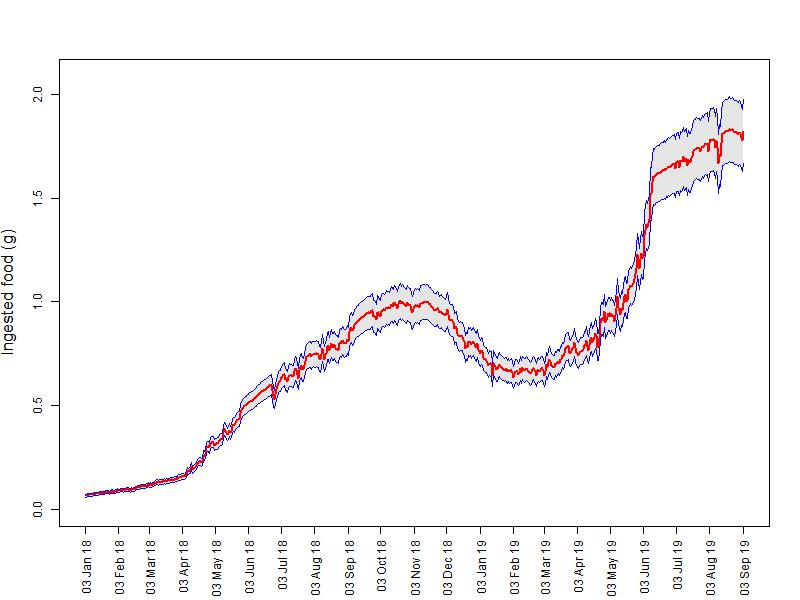 Ingested food (g)
2.0
1.5
1.0
0.5
0.0
03 Jan 18
03 Feb 18
03 Mar 18
03 Apr 18
03 May 18
03 Jun 18
03 Jul 18
03 Aug 18
03 Sep 18
03 Oct 18
03 Nov 18
03 Dec 18
03 Jan 19
03 Feb 19
03 Mar 19
03 Apr 19
03 May 19
03 Jun 19
03 Jul 19
03 Aug 19
03 Sep 19